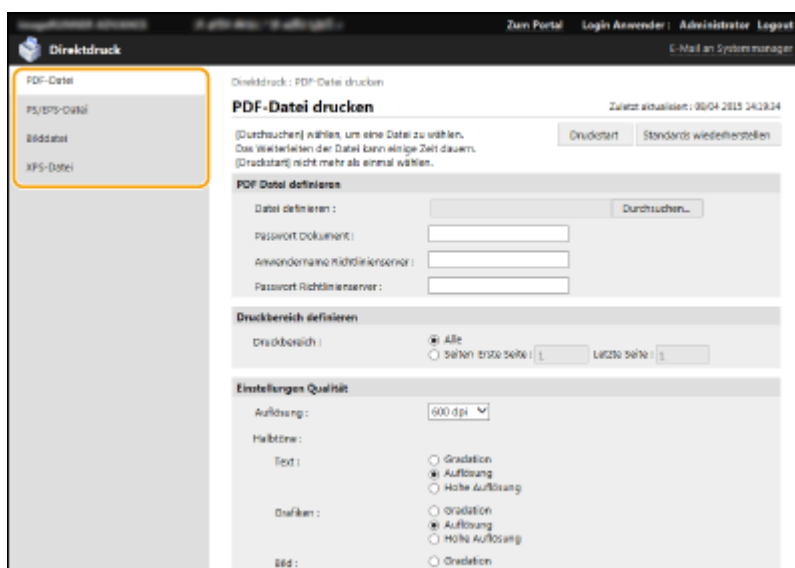 Zum Portal Login Anwender : Administrator Logout
Direktdruck
E-Mail an Systemmanager
PDF-Datei
PS/EPS-Datei
Bilddatei
XPS-Datei
Direktdruck : PDF-Datei drucken
PDF-Datei drucken
Zuletzt aktualisiert : 08/04 2015 14:19:34
[Durchsuchen] wählen, um eine Datei zu wählen.
Das Weiterleiten der Datei kann einige Zeit dauern.
[Druckstart] nicht mehr als einmal wählen.
Druckstart Standards wiederherstellen
PDF Datei definieren
Datei definieren : Durchsuchen...
Passwort Dokument :
Anwendername Richtlinienserver :
Passwort Richtlinienserver :
Druckbereich definieren
Druckbereich : Alle
Seiten Erste Seite : 1 Letzte Seite : 1
Einstellungen Qualität
Auflösung : 600 dpi
Halbtöne :
Text : Gradation
Auflösung
Hohe Auflösung
Grafiken : Gradation
Auflösung
Hohe Auflösung
Bild : Gradation